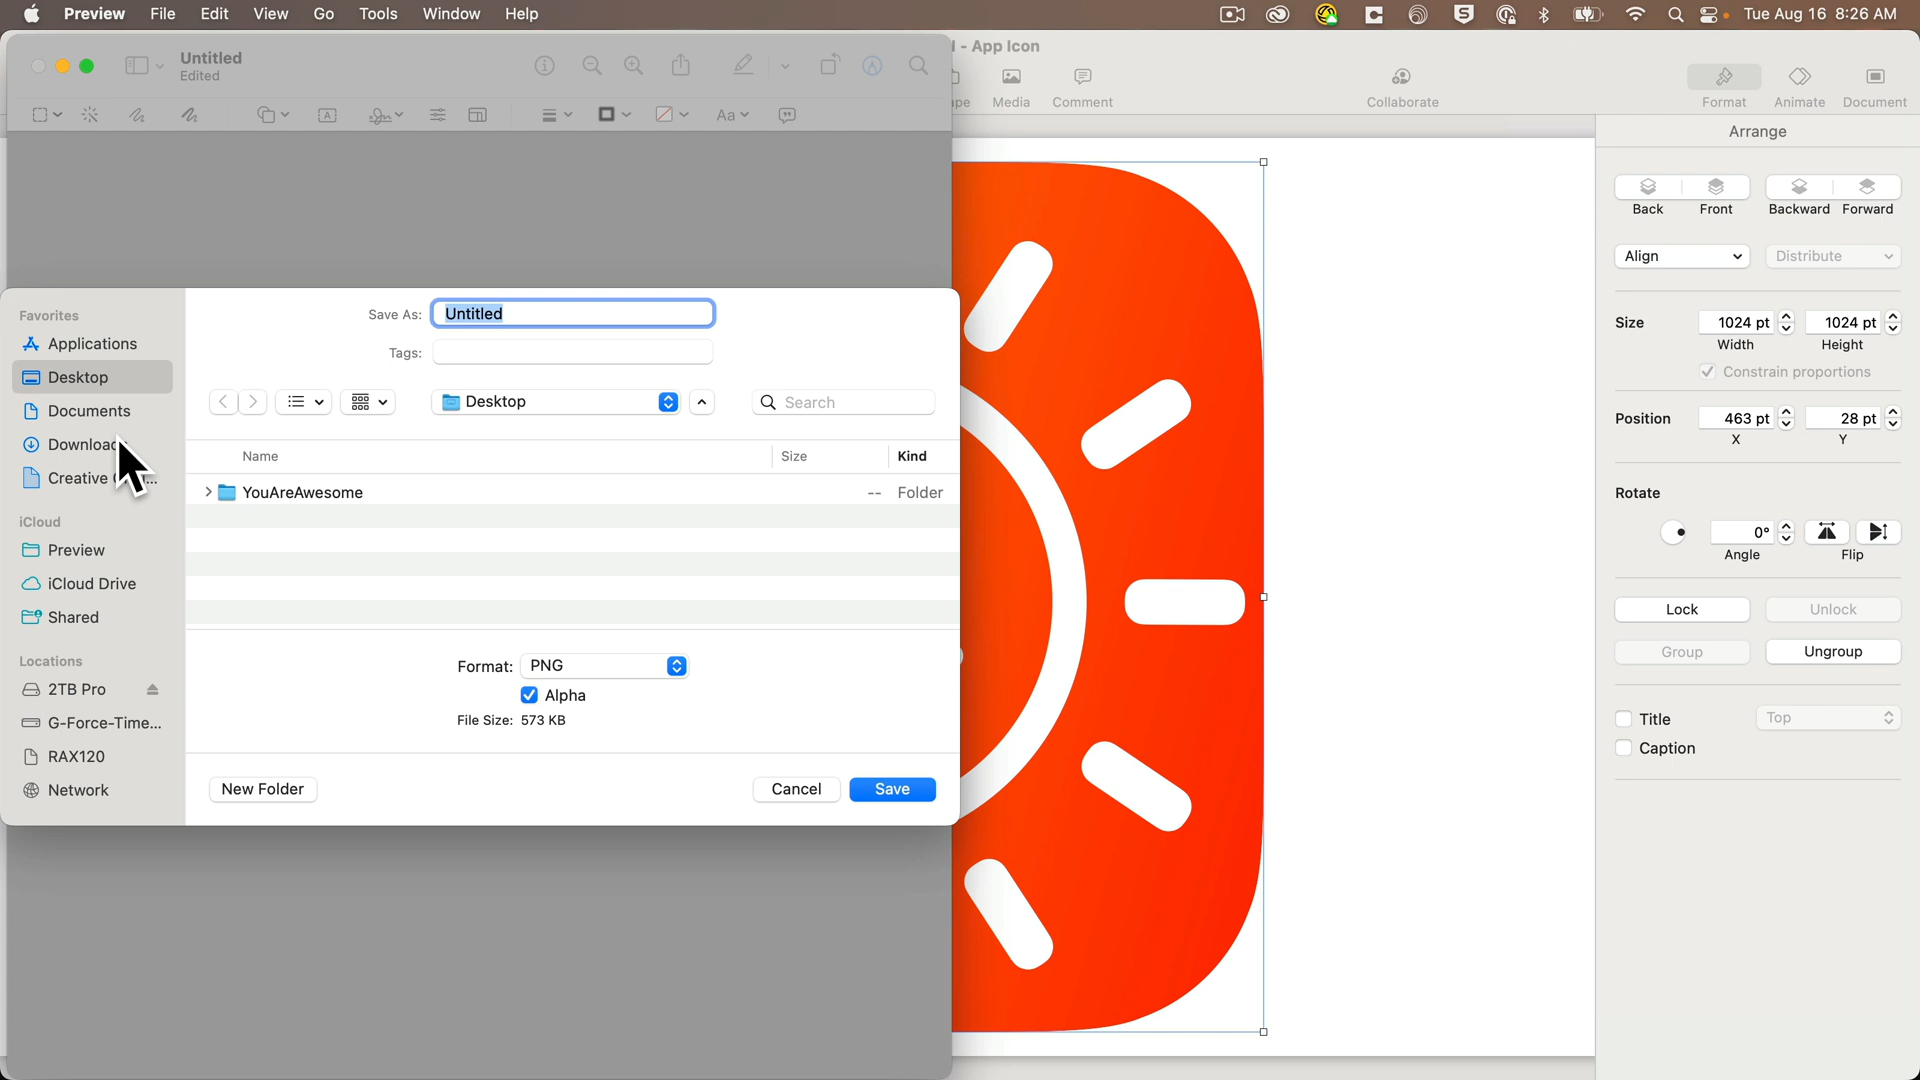 Preview File Edit View Go Tools Window Help
Tue Aug 16 8:26 AM
Untitled
Edited
- App Icon
Media
Comment
Collaborate
Format
Animate
Document
Aa
Arrange
Back
Front
Backward
Forward
Align
Distribute
Size
1024 pt
1024 pt
Width
Height
Constrain proportions
Position
463 pt
28 pt
X
Y
Rotate
0°
Angle
Flip
Lock
Unlock
Group
Ungroup
Title
Top
Caption
Favorites
Applications
Desktop
Documents
Creative
iCloud
Preview
iCloud Drive
Shared
Locations
2TB Pro
G-Force-Time...
RAX120
Network
Save As: Untitled
Tags:
Desktop
Search
Name
Size
Kind
YouAreAwesome
--
Folder
Format: PNG
Alpha
File Size: 573 KB
New Folder
Cancel
Save